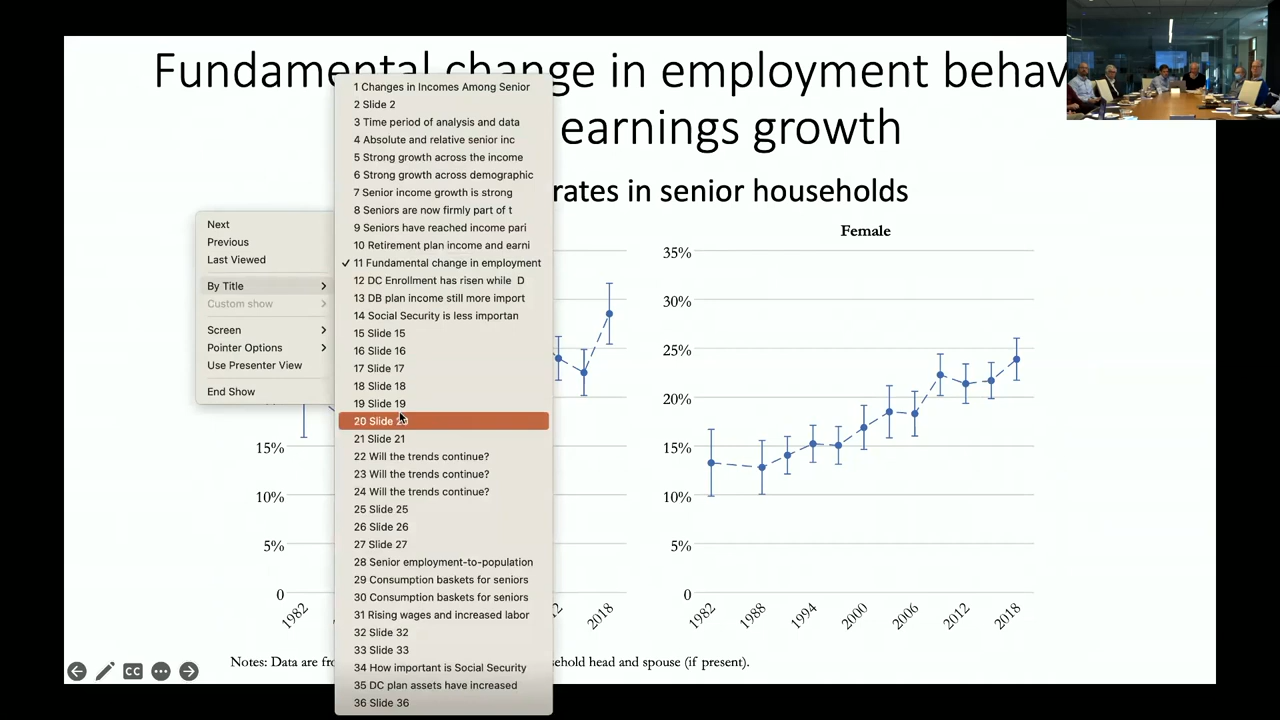 Fundamental change in employment behav
earnings growth
rates in senior households
Next
Previous
Last Viewed
By Title
Custom show
Screen
Pointer Options
Use Presenter View
End Show
1 Changes in Incomes Among Senior
2 Slide 2
3 Time period of analysis and data
4 Absolute and relative senior inc
5 Strong growth across the income
6 Strong growth across demographic
7 Senior income growth is strong
8 Seniors are now firmly part of t
9 Seniors have reached income pari
10 Retirement plan income and earni
✓ 11 Fundamental change in employment
12 DC Enrollment has risen while D
13 DB plan income still more import
14 Social Security is less importan
15 Slide 15
16 Slide 16
17 Slide 17
18 Slide 18
19 Slide 19
20 Slide 20
21 Slide 21
22 Will the trends continue?
23 Will the trends continue?
24 Will the trends continue?
25 Slide 25
26 Slide 26
27 Slide 27
28 Senior employment-to-population
29 Consumption baskets for seniors
30 Consumption baskets for seniors
31 Rising wages and increased labor
32 Slide 32
33 Slide 33
34 How important is Social Security
35 DC plan assets have increased
36 Slide 36
15%
10%
5%
0
1982
2018
Female
35%
30%
25%
20%
15%
10%
5%
0
1982
1988
1994
2000
2006
2012
2018
Notes: Data are fro
ehold head and spouse (if present).
CC